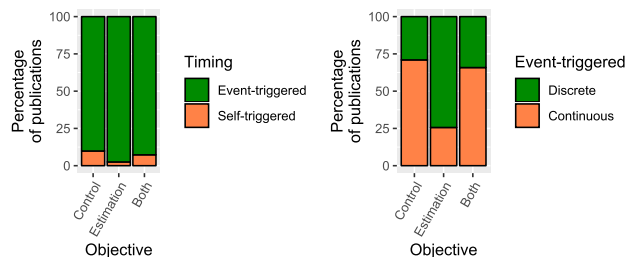 Percentage
of publications
100
75
50
25
0
Control
Estimation
Both
Objective
Timing
Event-triggered
Self-triggered
Percentage
of publications
100
75
50
25
0
Control
Estimation
Both
Objective
Event-triggered
Discrete
Continuous